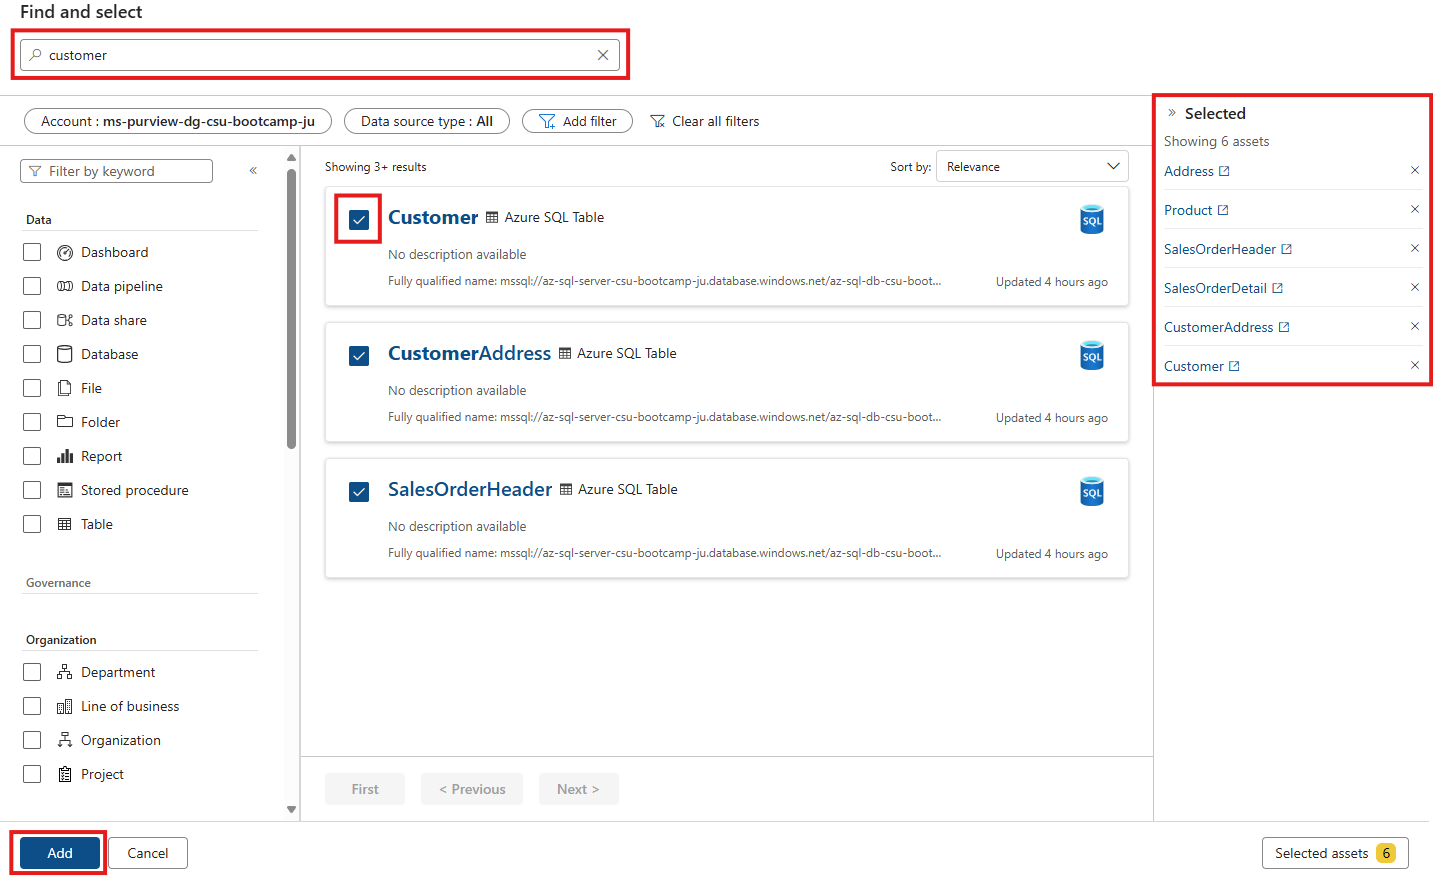 Find and select
customer
Account : ms-purview-dg-csu-bootcamp-ju
Data source type : All
Add filter
Clear all filters
Filter by keyword
Data
Dashboard
Data pipeline
Data share
Database
File
Folder
Report
Stored procedure
Table
Governance
Organization
Department
Line of business
Organization
Project
Showing 3+ results
Sort by: Relevance
Customer Azure SQL Table
SQL
No description available
Fully qualified name: mssql://az-sql-server-csu-bootcamp-ju.database.windows.net/az-sql-db-csu-boot...
Updated 4 hours ago
CustomerAddress Azure SQL Table
SQL
No description available
Fully qualified name: mssql://az-sql-server-csu-bootcamp-ju.database.windows.net/az-sql-db-csu-boot...
Updated 4 hours ago
SalesOrderHeader Azure SQL Table
SQL
No description available
Fully qualified name: mssql://az-sql-server-csu-bootcamp-ju.database.windows.net/az-sql-db-csu-boot...
Updated 4 hours ago
First
< Previous
Next >
Selected
Showing 6 assets
Address
Product
SalesOrderHeader
SalesOrderDetail
CustomerAddress
Customer
Add
Cancel
Selected assets 6